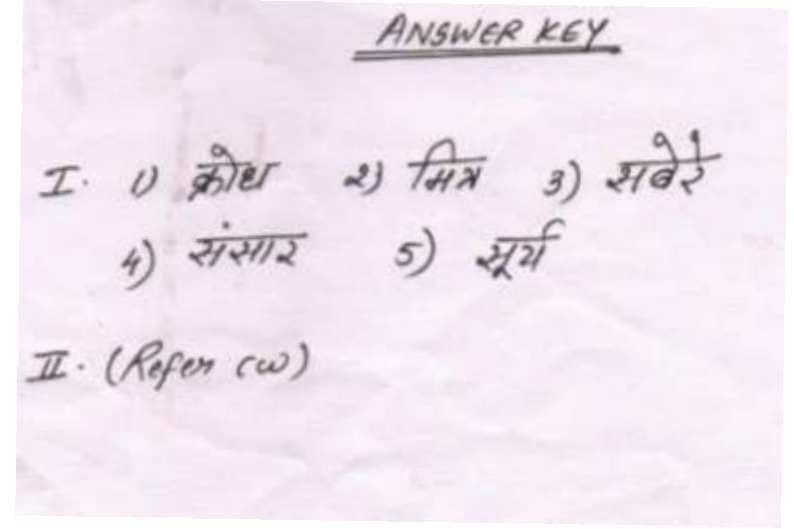 ANSWER KEY
I. 1) क्रोध 2) मित्र 3) सवेरे
4) संसार 5) सूर्य
II. (Refer cw)